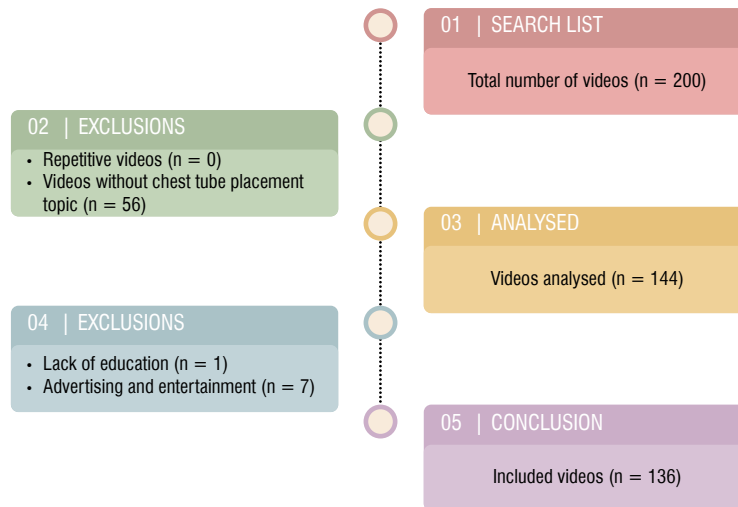 01 | SEARCH LIST
Total number of videos (n = 200)
02 | EXCLUSIONS
• Repetitive videos (n = 0)
• Videos without chest tube placement
topic (n = 56)
03 | ANALYSED
Videos analysed (n = 144)
04 | EXCLUSIONS
• Lack of education (n = 1)
• Advertising and entertainment (n = 7)
05 | CONCLUSION
Included videos (n = 136)